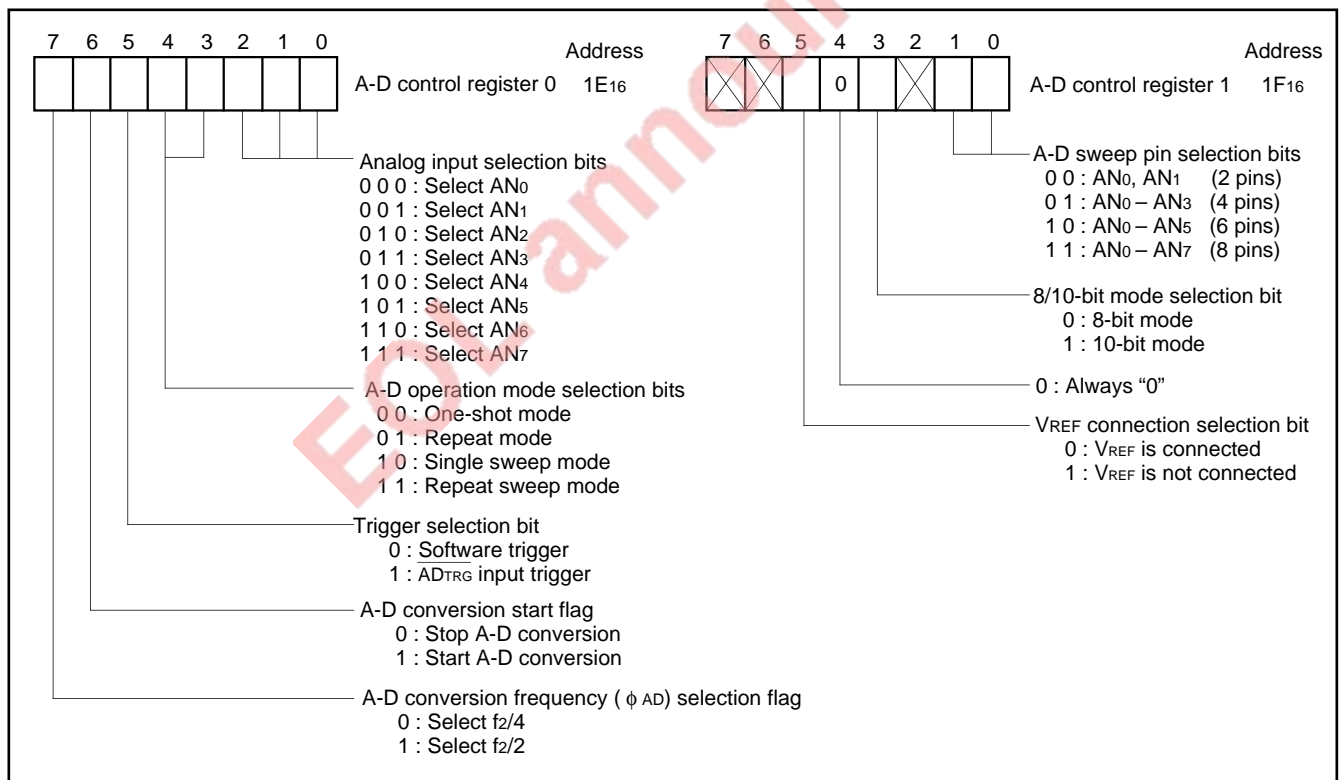 7 6 5 4 3 2 1 0
Address
A-D control register 0 1E16
Analog input selection bits
0 0 0 : Select AN0
0 0 1 : Select AN1
0 1 0 : Select AN2
0 1 1 : Select AN3
1 0 0 : Select AN4
1 0 1 : Select AN5
1 1 0 : Select AN6
1 1 1 : Select AN7
A-D operation mode selection bits
0 0 : One-shot mode
0 1 : Repeat mode
1 0 : Single sweep mode
1 1 : Repeat sweep mode
Trigger selection bit
0 : Software trigger
1 : ADTRG input trigger
A-D conversion start flag
0 : Stop A-D conversion
1 : Start A-D conversion
A-D conversion frequency ( ϕ AD) selection flag
0 : Select f2/4
1 : Select f2/2
7 6 5 4 3 2 1 0
Address
0
A-D control register 1 1F16
A-D sweep pin selection bits
0 0 : AN0, AN1 (2 pins)
0 1 : AN0 – AN3 (4 pins)
1 0 : AN0 – AN5 (6 pins)
1 1 : AN0 – AN7 (8 pins)
8/10-bit mode selection bit
0 : 8-bit mode
1 : 10-bit mode
0 : Always “0”
VREF connection selection bit
0 : VREF is connected
1 : VREF is not connected
EOL announ